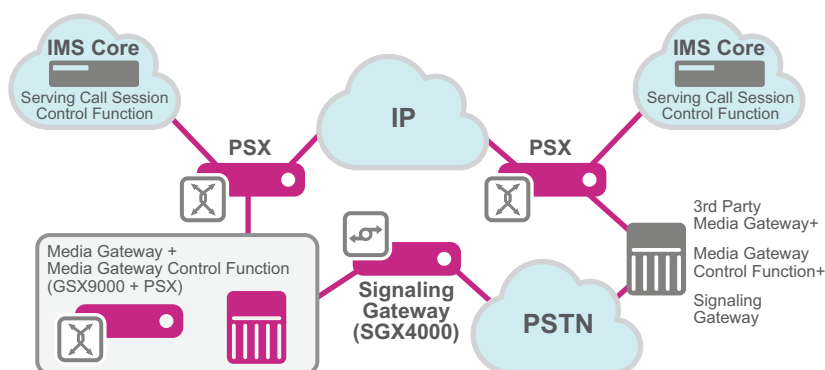 IMS Core
Serving Call Session
Control Function
IMS Core
Serving Call Session
Control Function
PSX
IP
PSX
3rd Party
Media Gateway+
Media Gateway
Control Function+
Signaling
Gateway
Media Gateway +
Media Gateway Control Function
(GSX9000 + PSX)
Signaling
Gateway
(SGX4000)
PSTN